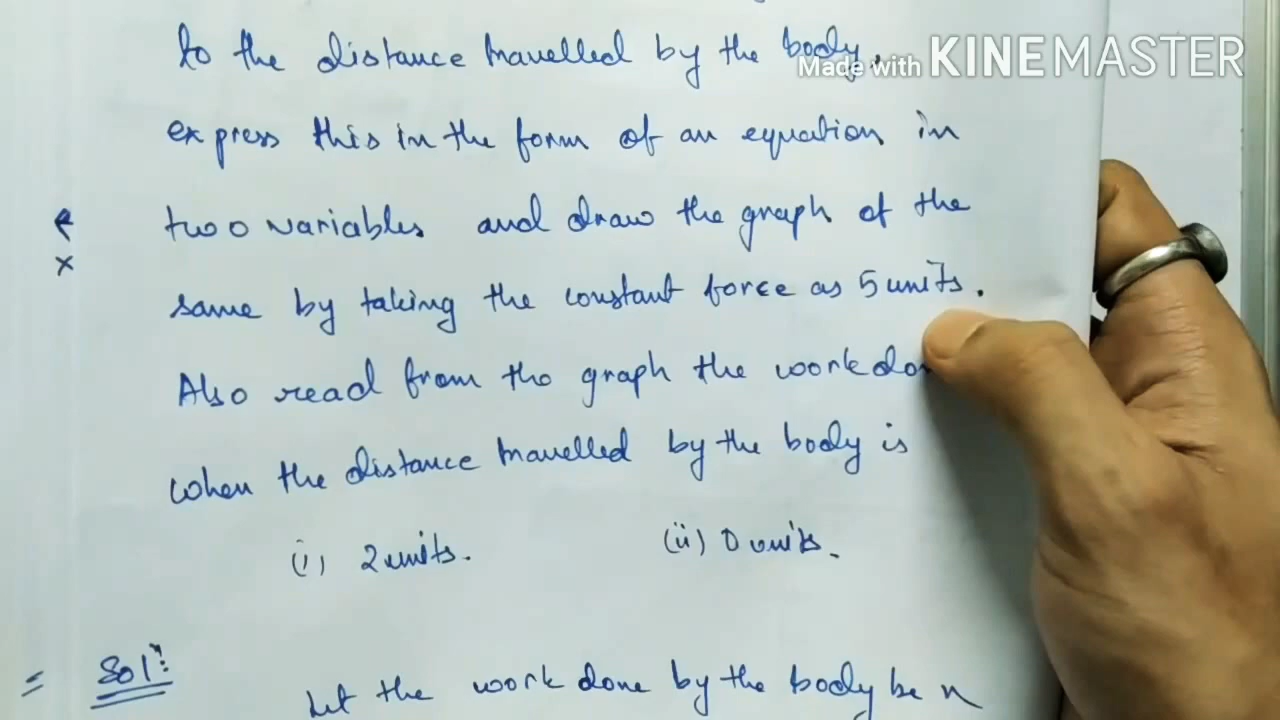 to the distance travelled by the body.
Made with KINEMASTER
express this in the form of an equation in
two variables and draw the graph of the
same by taking the constant force as 5 units.
Also read from the graph the work
when the distance travelled by the body is
(i) 2 units. (ii) 0 units.
= Sol:
Let the work done by the body be